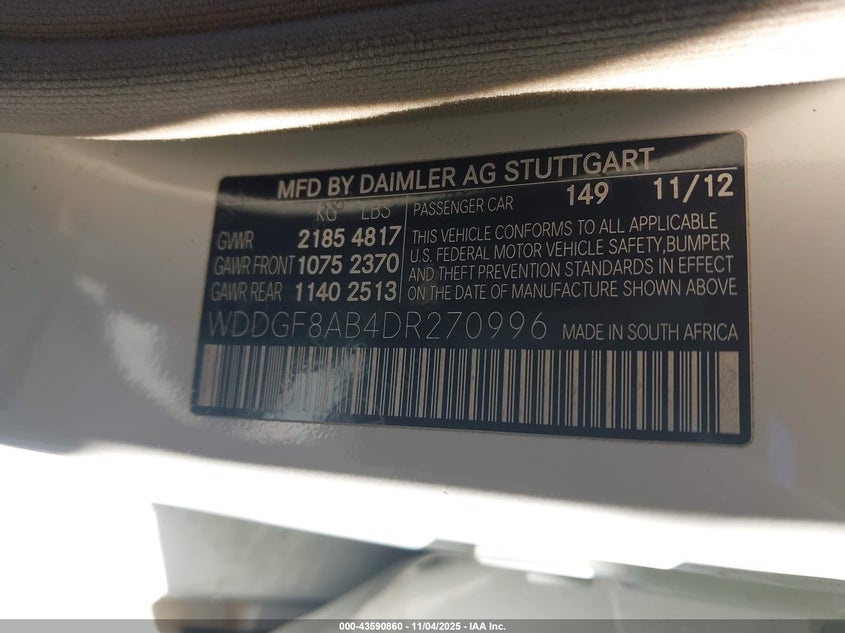 MFD BY DAIMLER AG STUTTGART
KG LBS
PASSENGER CAR 149 11/12
GVWR 2185 4817
GAWR FRONT 1075 2370
GAWR REAR 1140 2513
THIS VEHICLE CONFORMS TO ALL APPLICABLE
U.S. FEDERAL MOTOR VEHICLE SAFETY,BUMPER
AND THEFT PREVENTION STANDARDS IN EFFECT
ON THE DATE OF MANUFACTURE SHOWN ABOVE
WDDGF8AB4DR270996 MADE IN SOUTH AFRICA
000-43590860 - 11/04/2025 - IAA Inc.